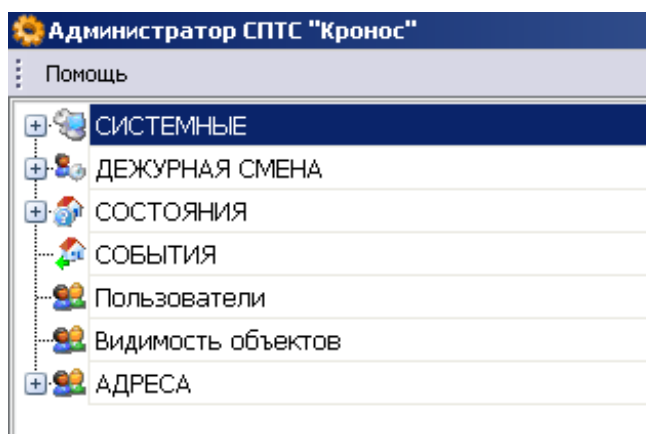 Администратор СПТС "Кронос"
Помощь
СИСТЕМНЫЕ
ДЕЖУРНАЯ СМЕНА
СОСТОЯНИЯ
СОБЫТИЯ
Пользователи
Видимость объектов
АДРЕСА